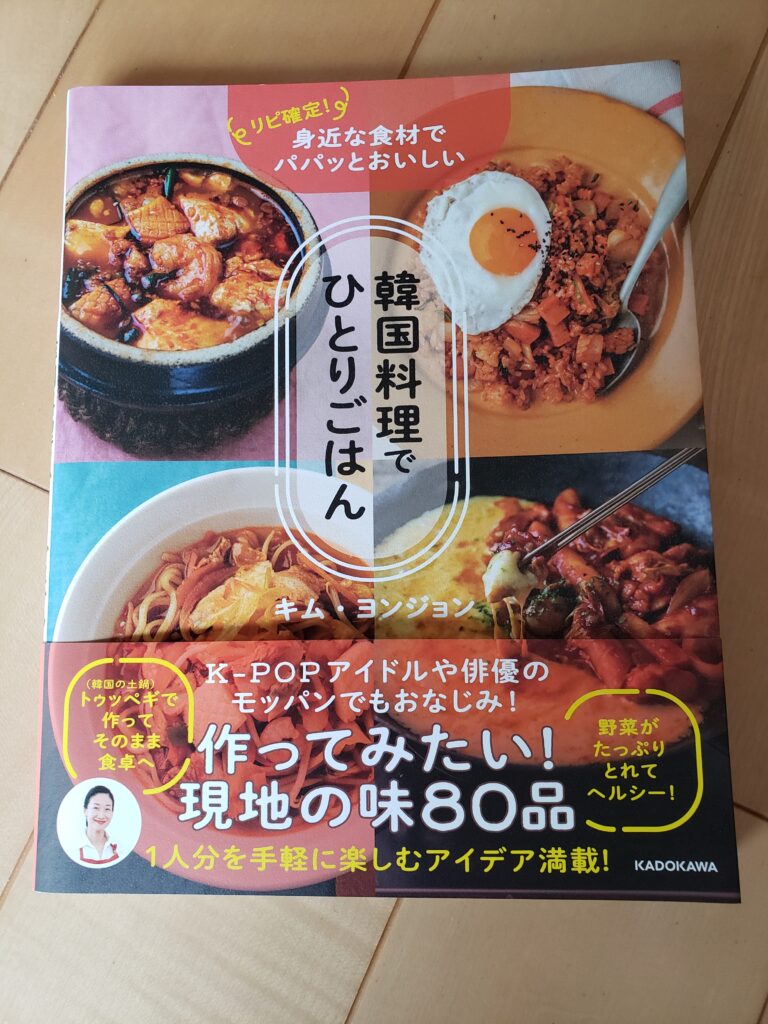 リピ確定!
身近な食材で
パパッとおいしい
韓国料理で
ひとりごはん
キム・ヨンジョン
K-POPアイドルや俳優の
モッパンでもおなじみ!
(韓国の土鍋)
トゥッペギで
作って
そのまま
食卓へ
作ってみたい!
現地の味80品
野菜が
たっぷり
とれて
ヘルシー!
1人分を手軽に楽しむアイデア満載!
KADOKAWA